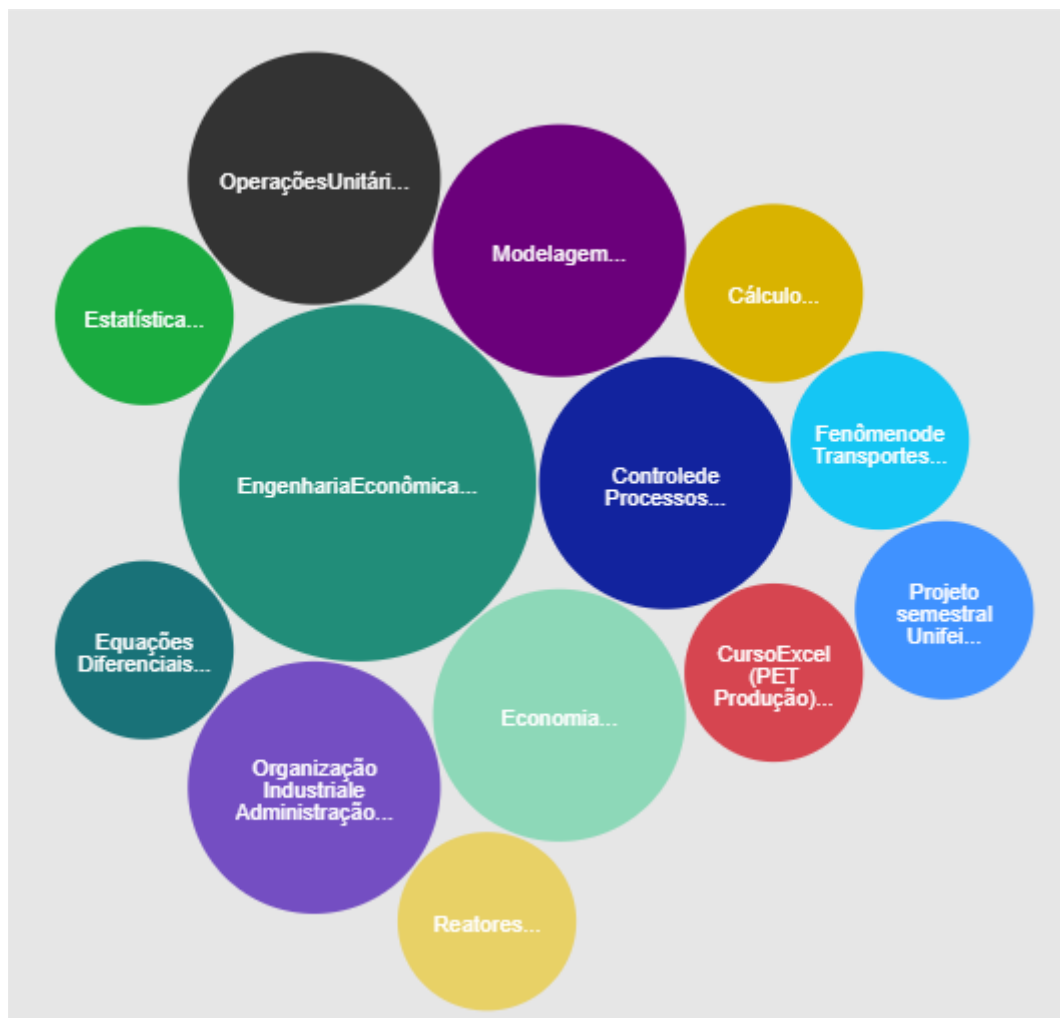 OperaçõesUnitári...
Modelagem...
Cálculo...
Estatística...
Fenômenode
Transportes...
EngenhariaEconômica...
Controlede
Processos...
Projeto
semestral
Unifei...
Equações
Diferenciais...
CursoExcel
(PET
Produção)...
Economia...
Organização
Industriale
Administração...
Reatores...